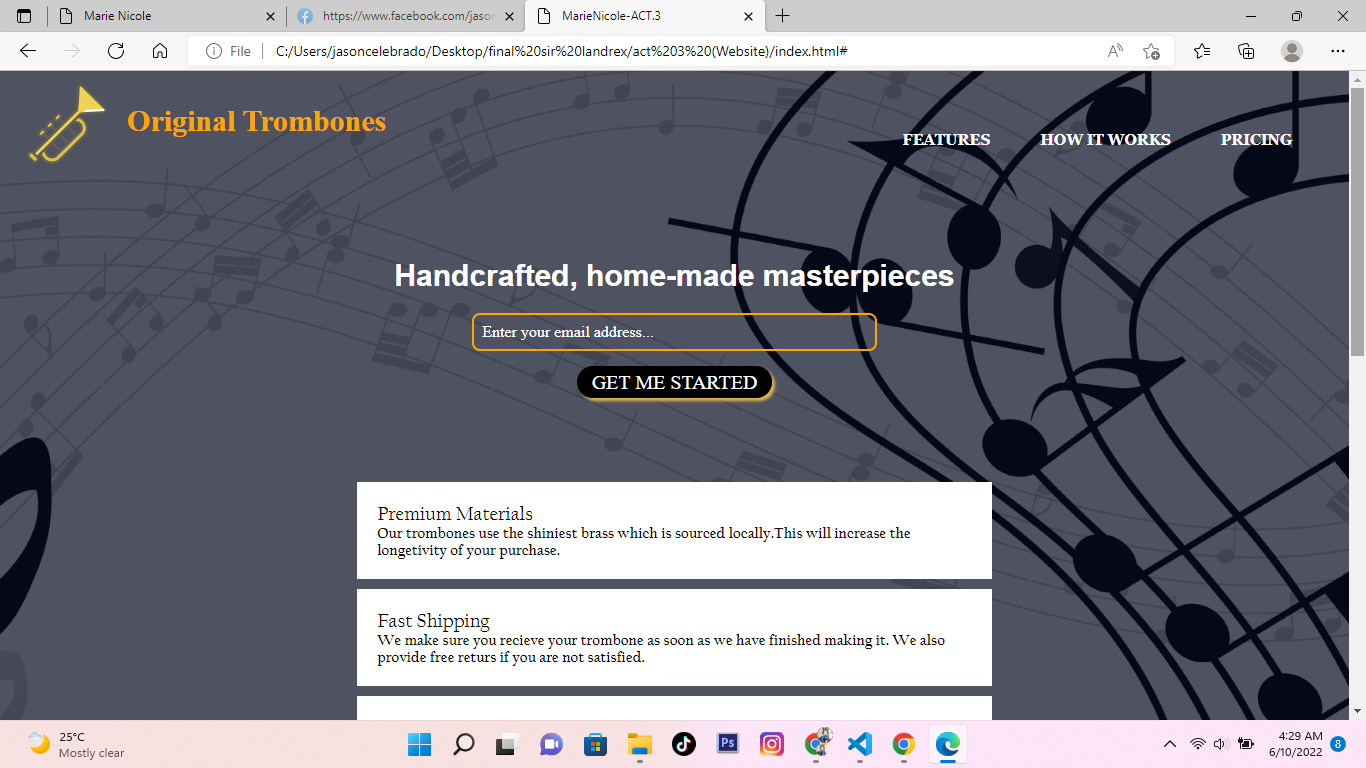 Marie Nicole
https://www.facebook.com/jason
MarieNicole-ACT.3
File
C:/Users/jasoncelebrado/Desktop/final%20sir%20landrex/act%203%20(Website)/index.html#
Original Trombones
FEATURES
HOW IT WORKS
PRICING
Handcrafted, home-made masterpieces
Enter your email address...
GET ME STARTED
Premium Materials
Our trombones use the shiniest brass which is sourced locally.This will increase the
longetivity of your purchase.
Fast Shipping
We make sure you recieve your trombone as soon as we have finished making it. We also
provide free returs if you are not satisfied.
25°C
Mostly clear
Ps
4:29 AM
6/10/2022
8